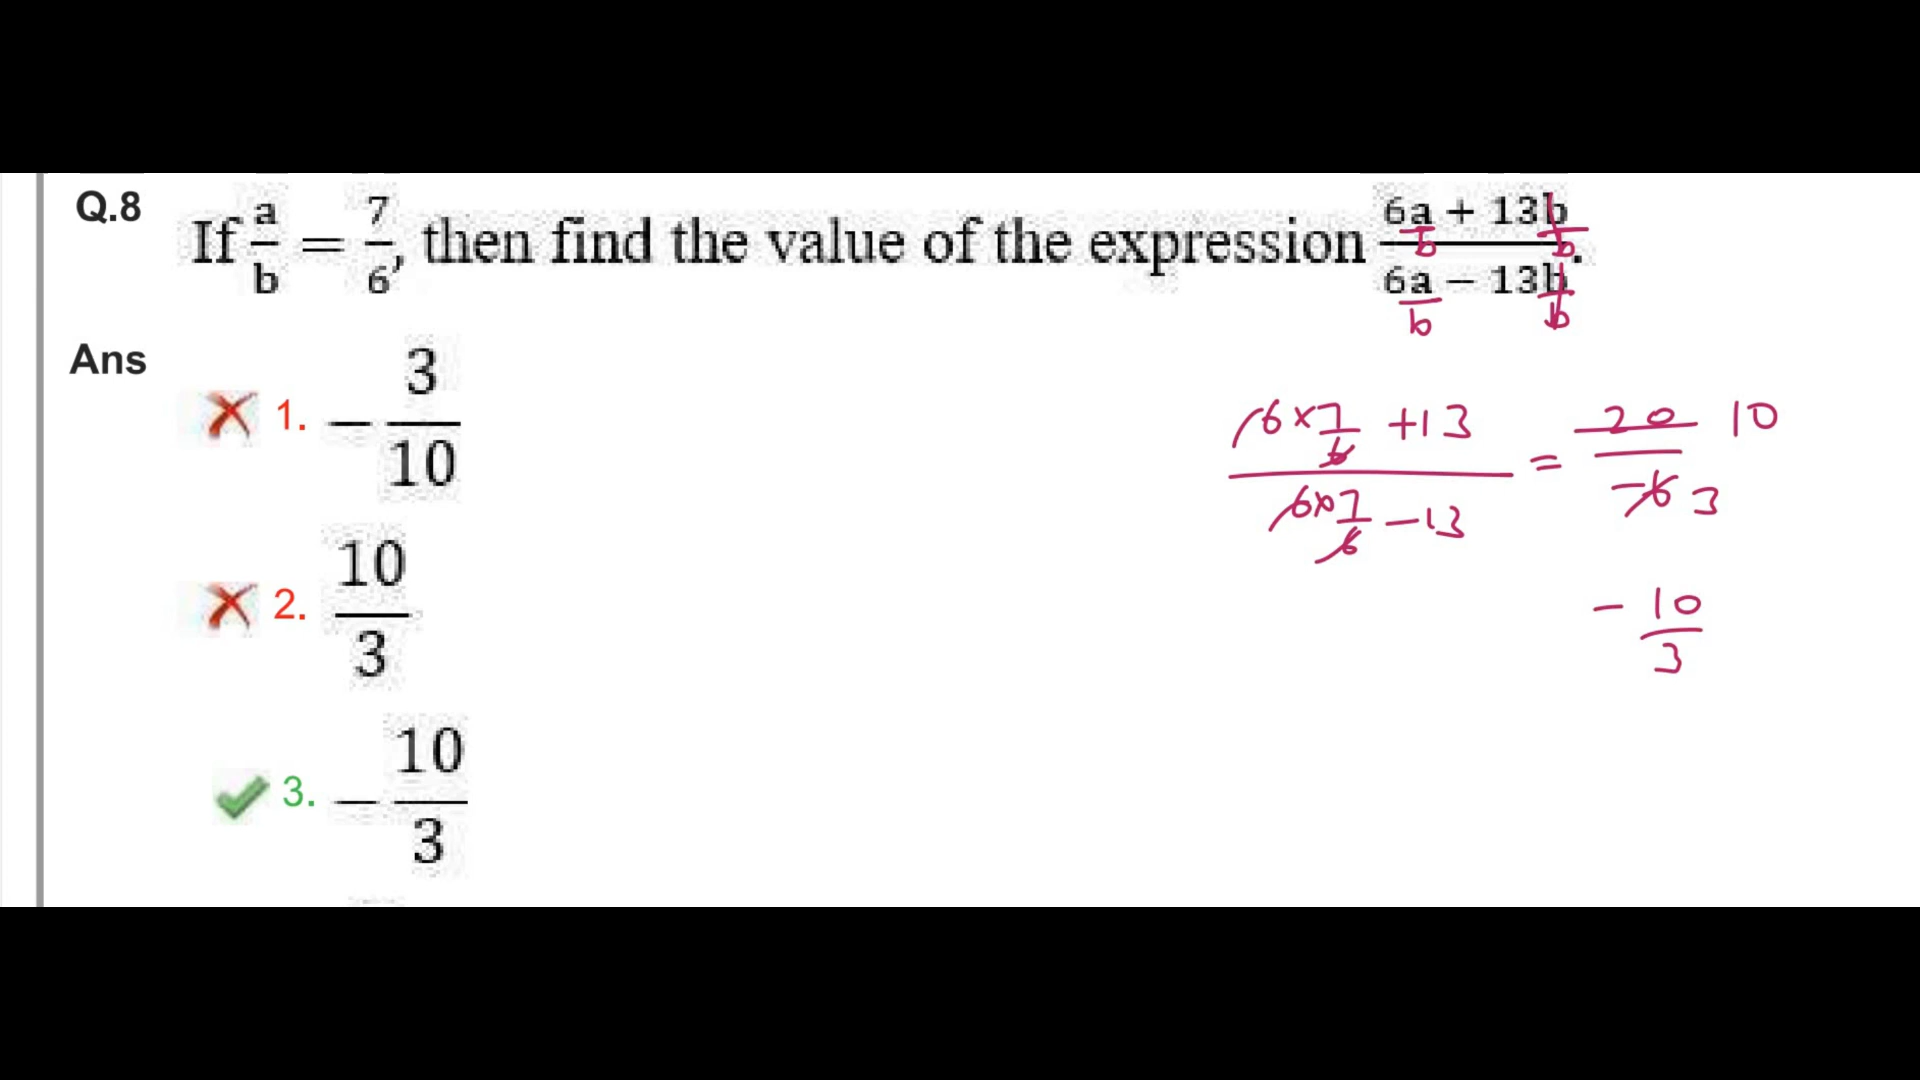 Q.8 If a/b = 7/6, then find the value of the expression (6a + 13b)/(6a − 13b).
b b
b b
Ans
1. −3/10
2. 10/3
3. −10/3
(6×7/6 +13)/(6×7/6 −13) = 20/−6 10 3
−10/3